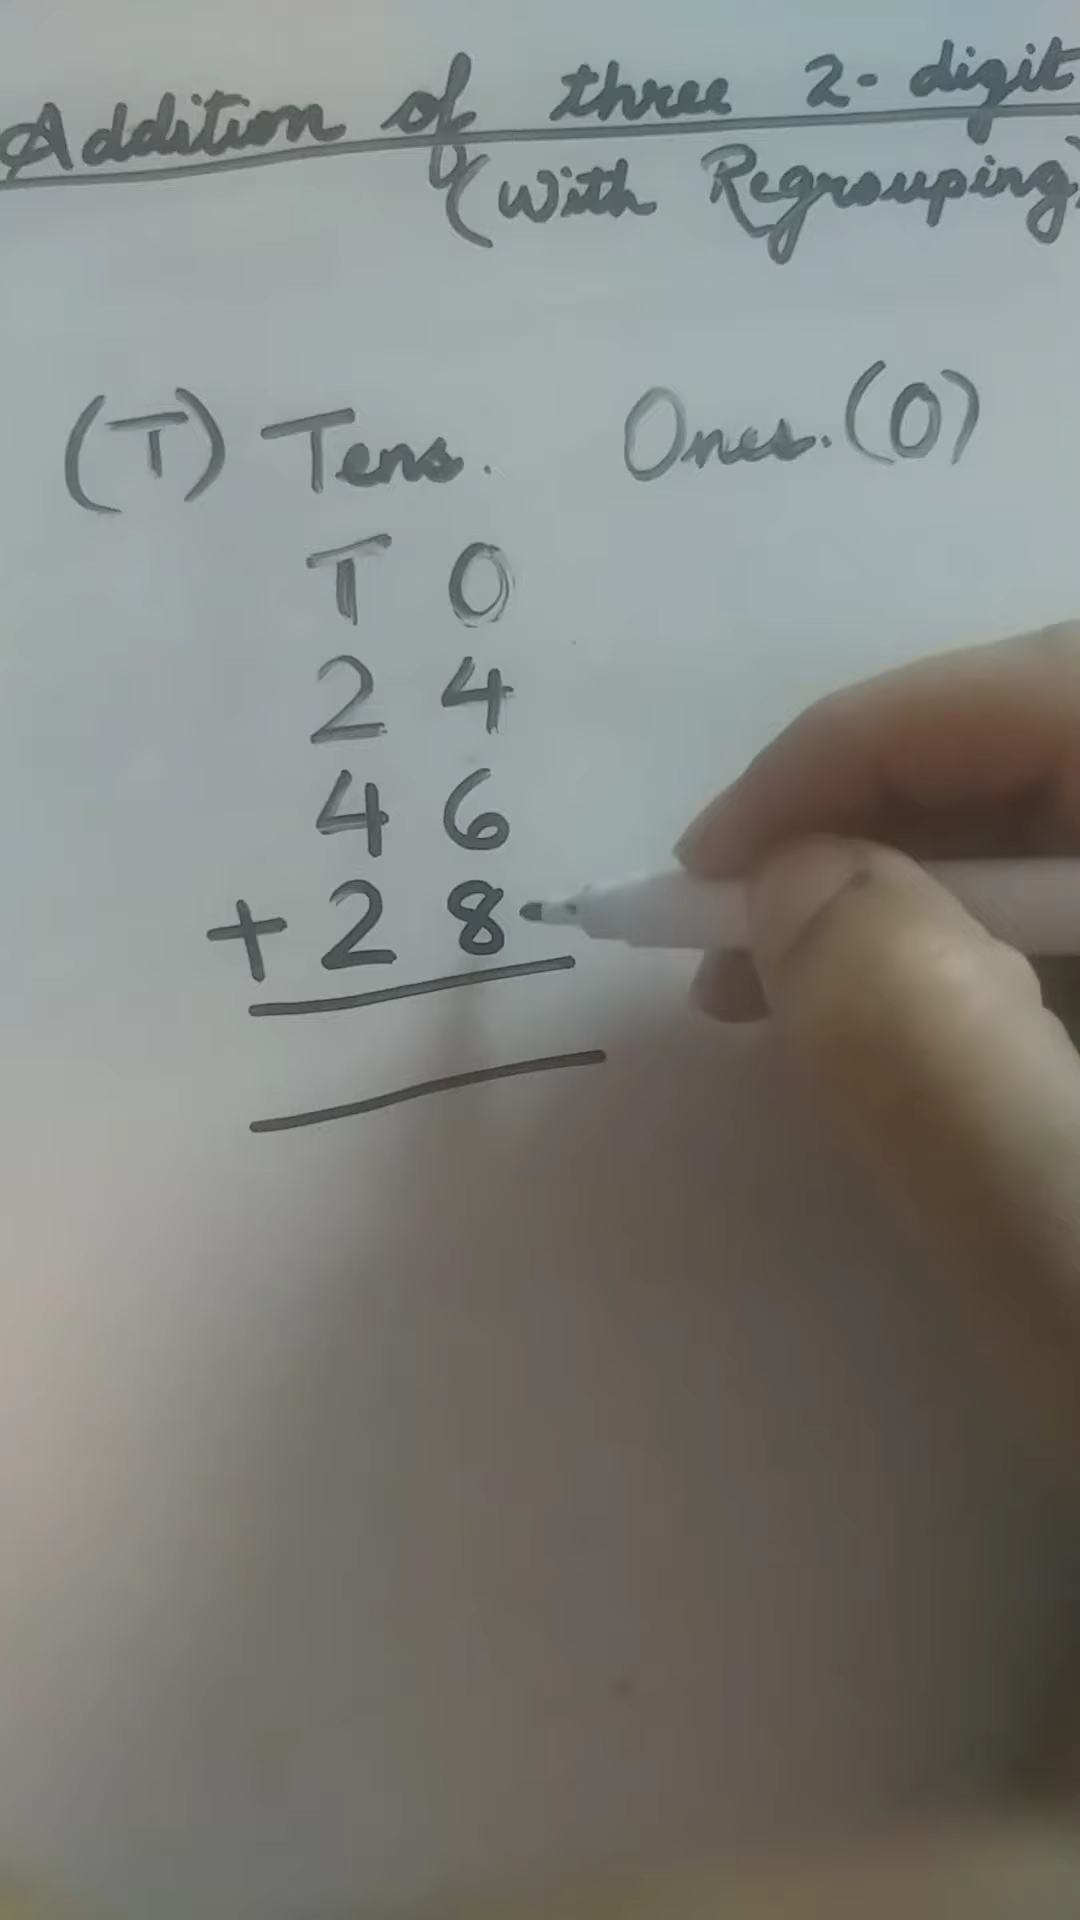 Addition of three 2-digit
(With Regrouping)
(T) Tens. Ones. (O)
T O
2 4
4 6
+ 2 8